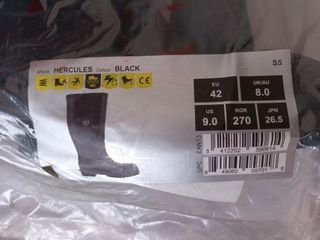 Article HERCULES Colour BLACK
S5
EU
UK/AU
42
8.0
US
KOR
JPN
9.0
270
26.5
CE
EAN13
5 412252 590614
UPC